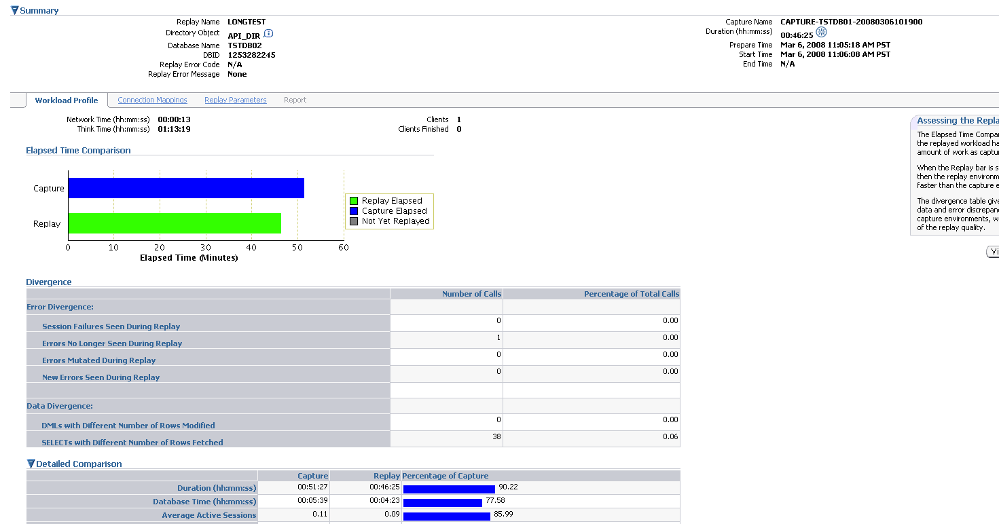 Summary
Replay Name LONGTEST
Directory Object API_DIR
Database Name TSTDB02
DBID 1253282245
Replay Error Code N/A
Replay Error Message None
Capture Name CAPTURE-TSTDB01-20080306101900
Duration (hh:mm:ss) 00:46:25
Prepare Time Mar 6, 2008 11:05:18 AM PST
Start Time Mar 6, 2008 11:06:08 AM PST
End Time N/A
Workload Profile Connection Mappings Replay Parameters Report
Network Time (hh:mm:ss) 00:00:13
Think Time (hh:mm:ss) 01:13:19
Clients 1
Clients Finished 0
Elapsed Time Comparison
Capture
Replay
0 10 20 30 40 50 60
Elapsed Time (Minutes)
Replay Elapsed
Capture Elapsed
Not Yet Replayed
Assessing the Repla
The Elapsed Time Compar
the replayed workload ha
amount of work as captu
When the Replay bar is s
then the replay environm
faster than the capture e
The divergence table give
data and error discrepanc
capture environments, w
of the replay quality.
Vi
Divergence
Number of Calls Percentage of Total Calls
Error Divergence:
Session Failures Seen During Replay 0 0.00
Errors No Longer Seen During Replay 1 0.00
Errors Mutated During Replay 0 0.00
New Errors Seen During Replay 0 0.00
Data Divergence:
DMLs with Different Number of Rows Modified 0 0.00
SELECTs with Different Number of Rows Fetched 38 0.06
Detailed Comparison
Capture Replay Percentage of Capture
Duration (hh:mm:ss) 00:51:27 00:46:25 90.22
Database Time (hh:mm:ss) 00:05:39 00:04:23 77.58
Average Active Sessions 0.11 0.09 85.99